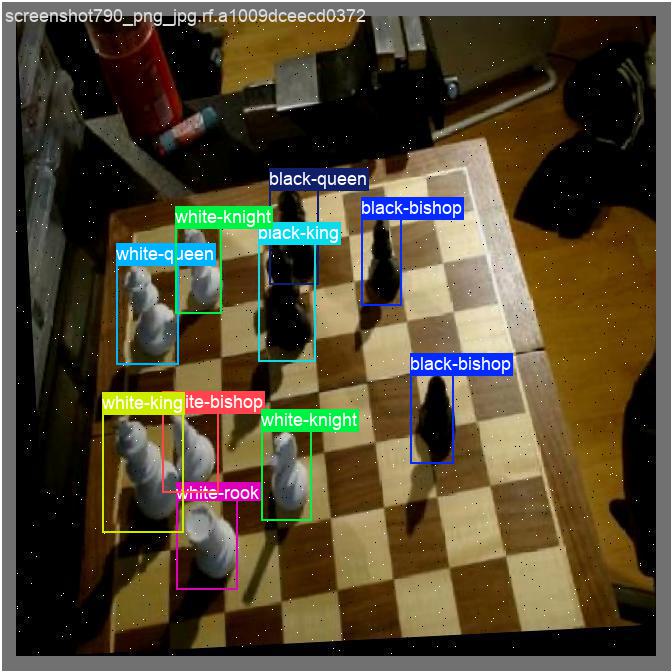 screenshot790_png_jpg.rf.a1009dceecd0372
black-queen
white-knight
black-bishop
black-king
white-queen
black-bishop
white-king
ite-bishop
white-knight
white-rook